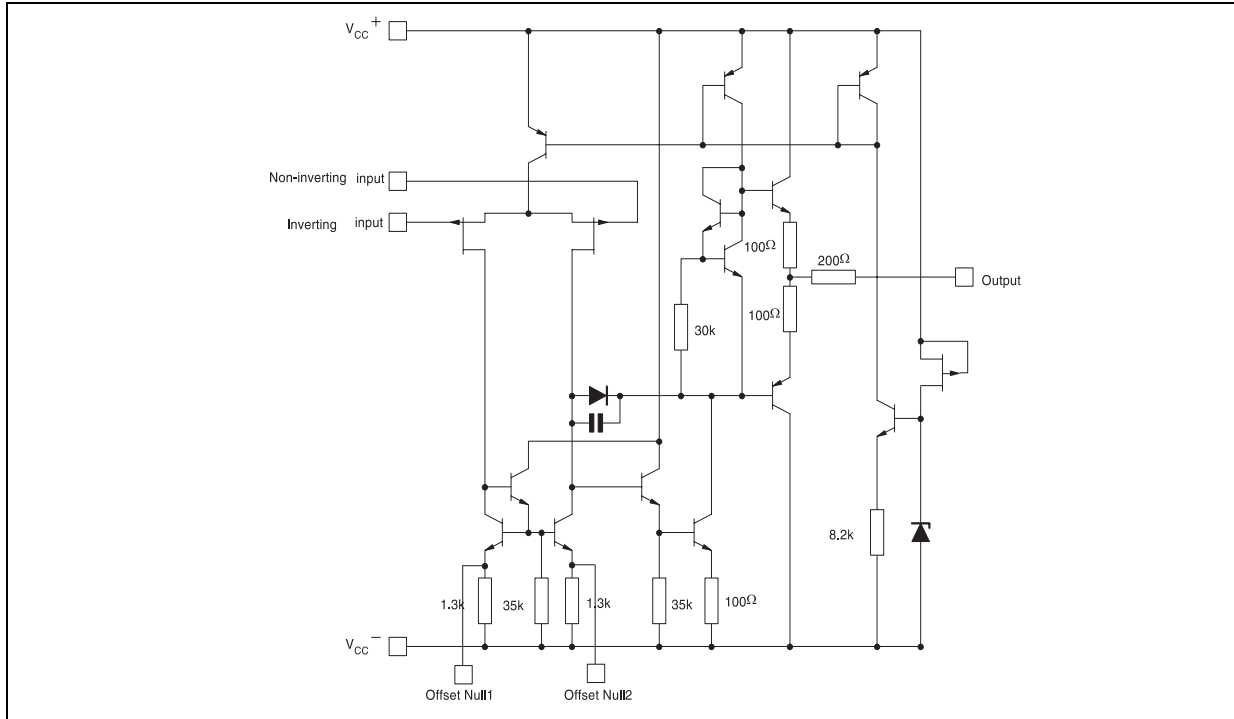 VCC+
Non-inverting input
Inverting input
100Ω
200Ω
Output
100Ω
30k
8.2k
1.3k
35k
1.3k
35k
100Ω
VCC−
Offset Null1
Offset Null2